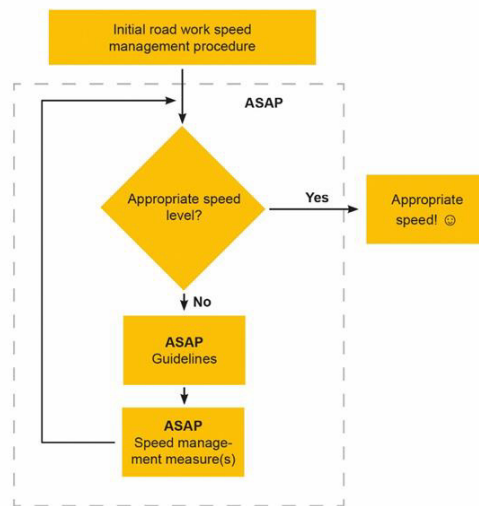 Initial road work speed
management procedure
ASAP
Appropriate speed
level?
Yes
Appropriate
speed! ☺
No
ASAP
Guidelines
ASAP
Speed manage-
ment measure(s)